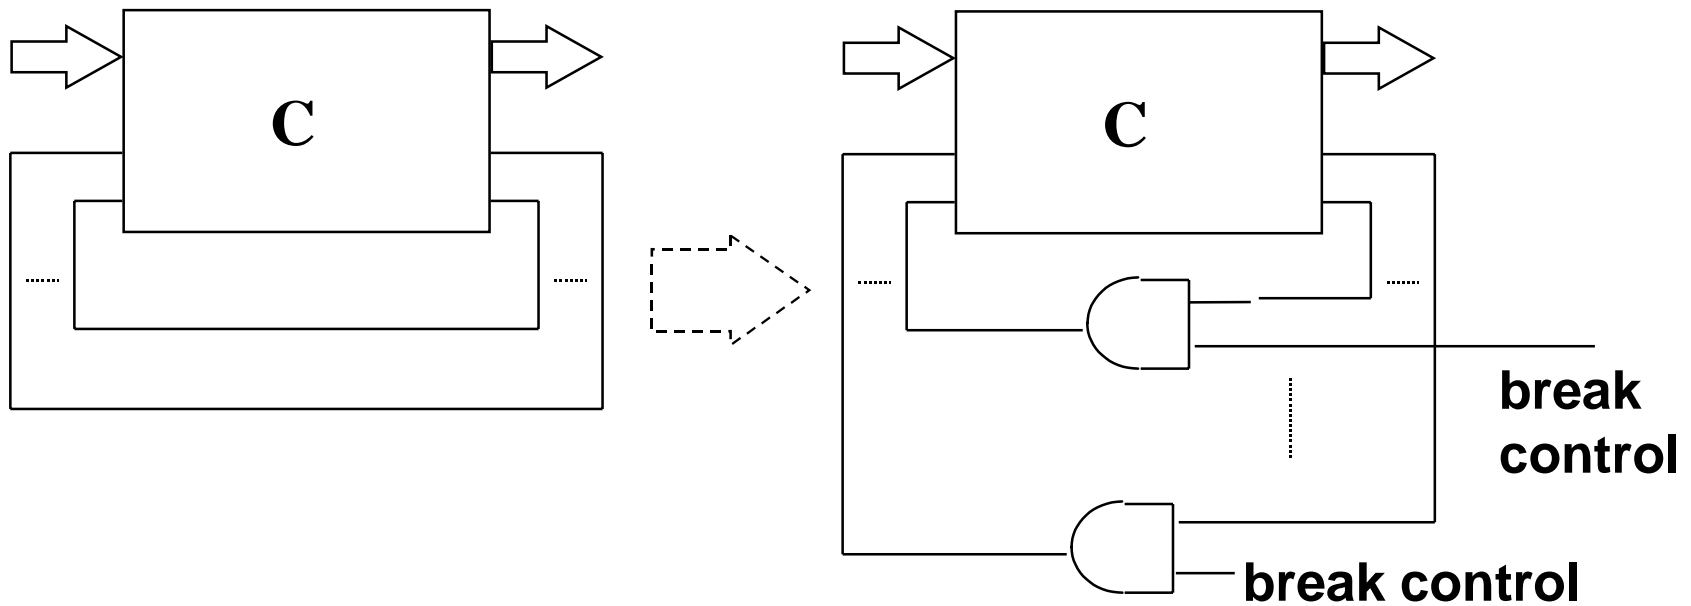 C
C
break
control
break control